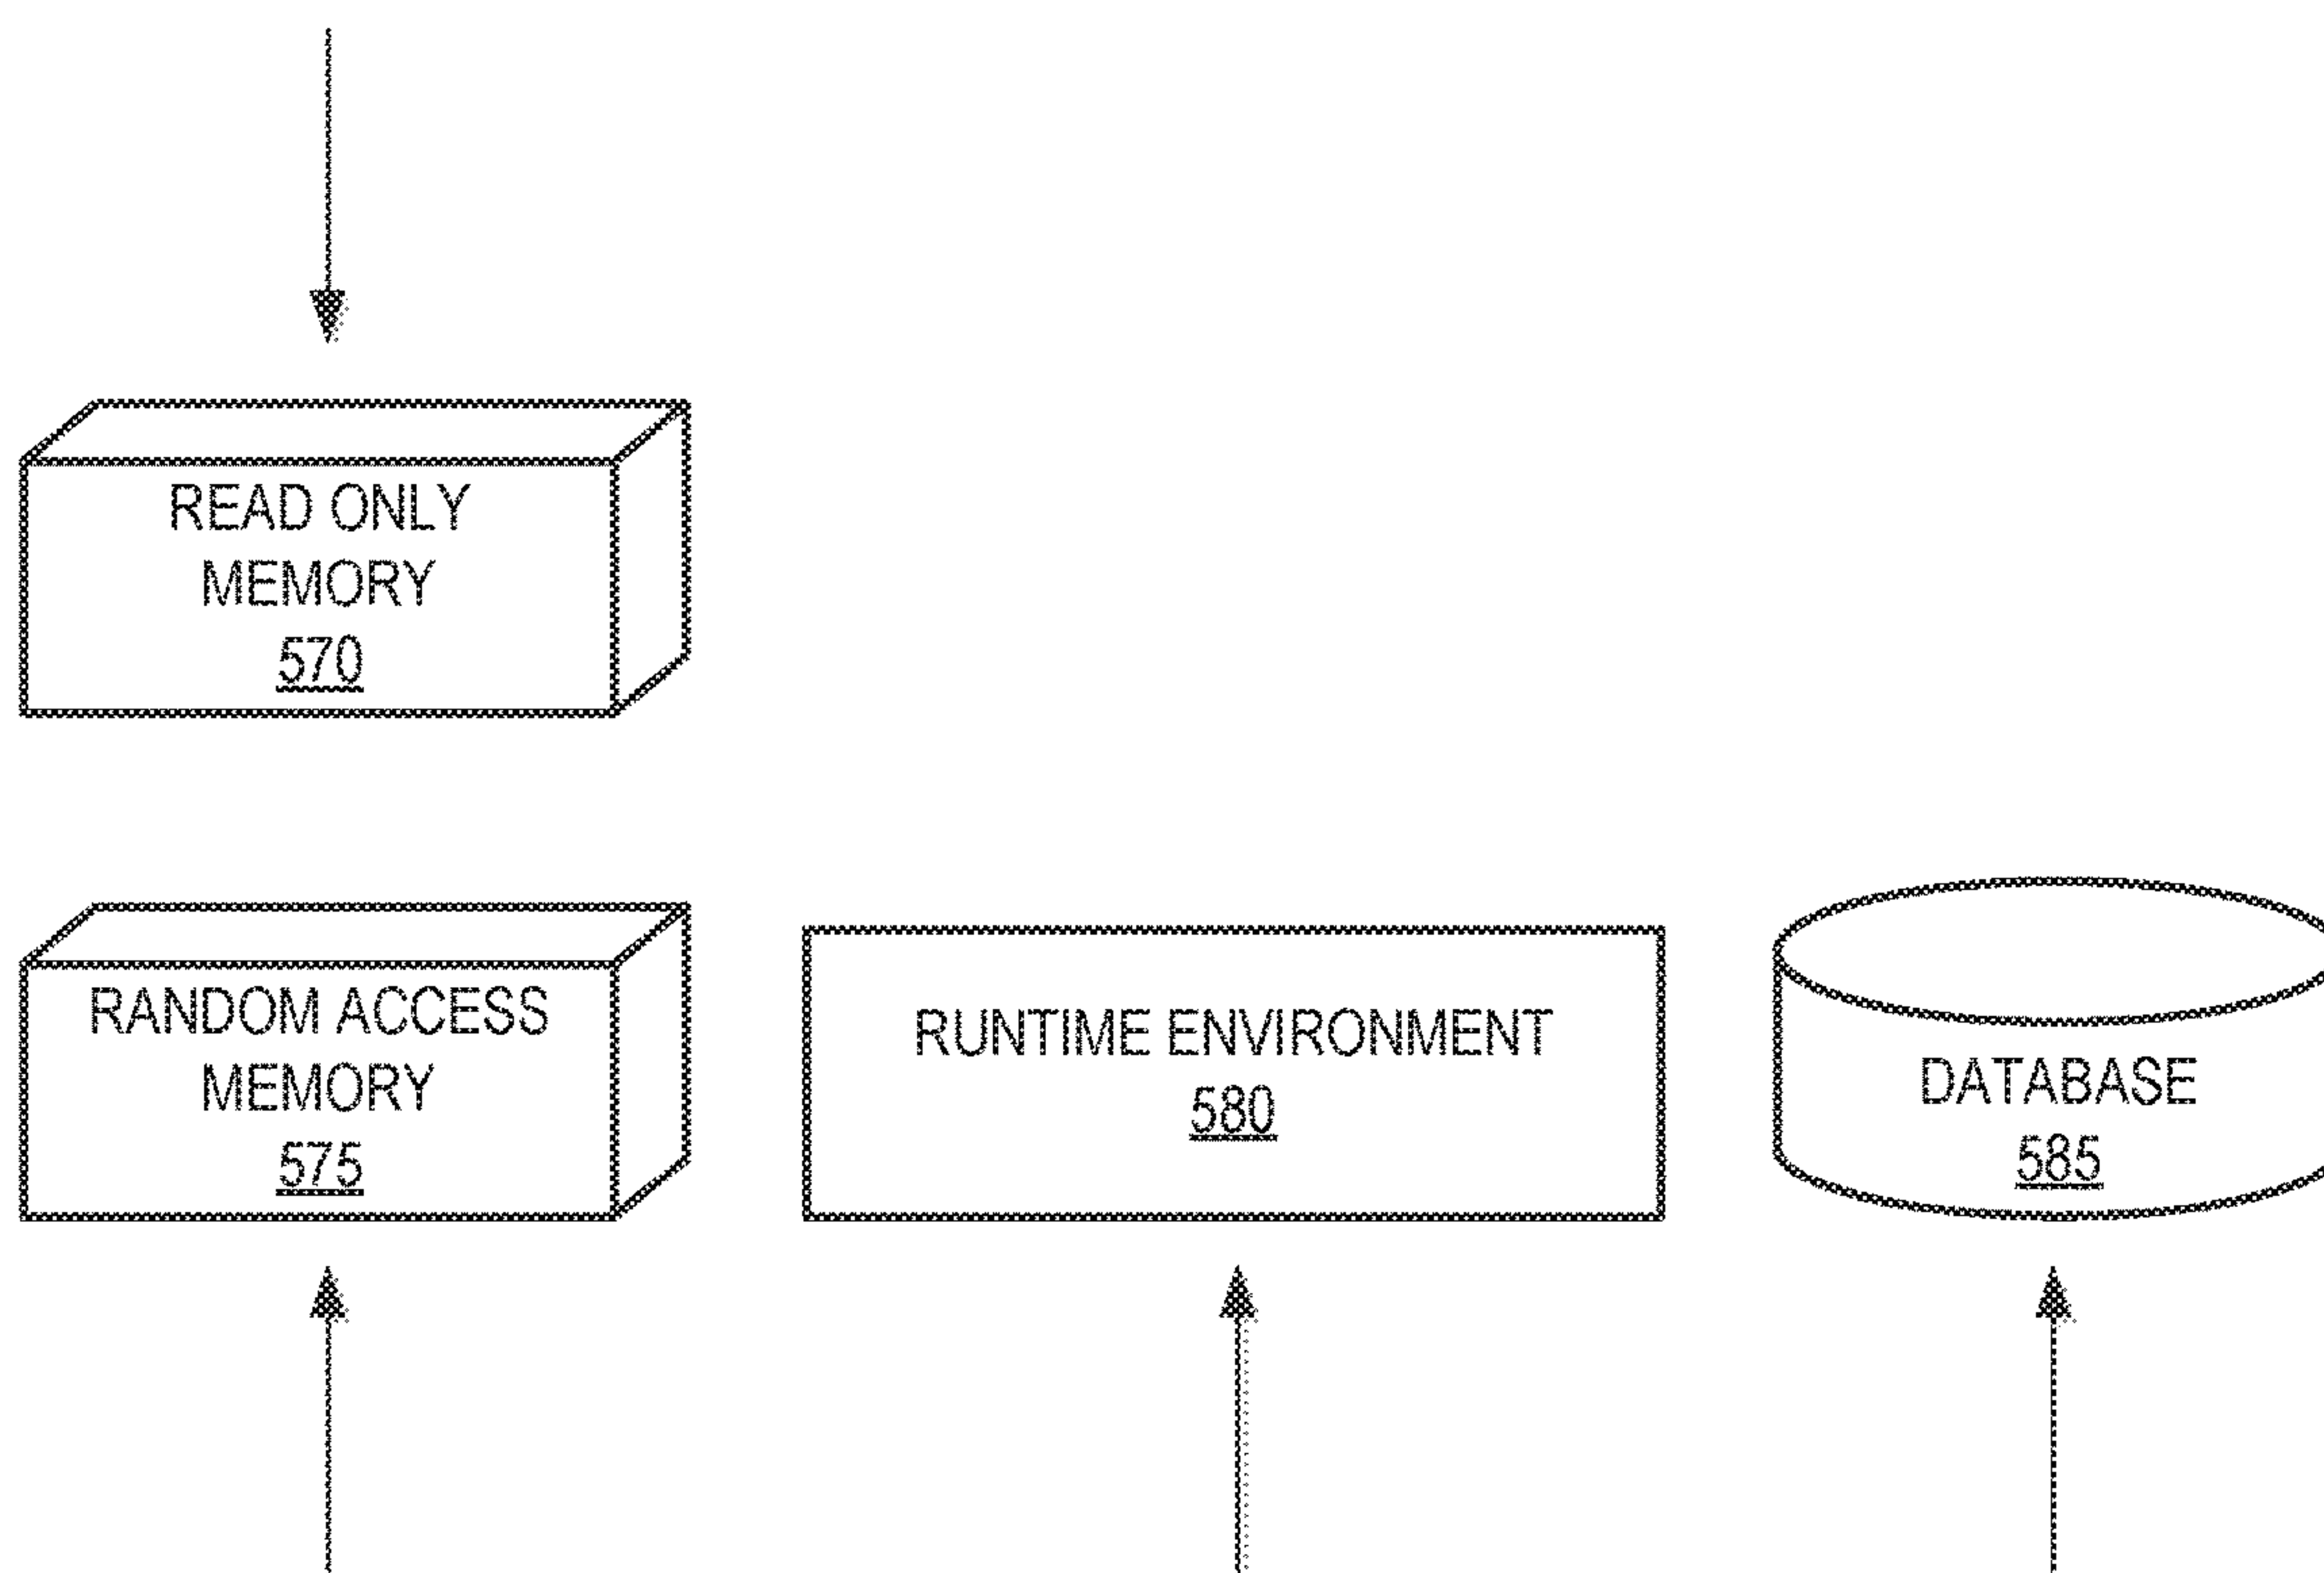 READ ONLY
MEMORY
570
RANDOM ACCESS
MEMORY
575
RUNTIME ENVIRONMENT
580
DATABASE
585